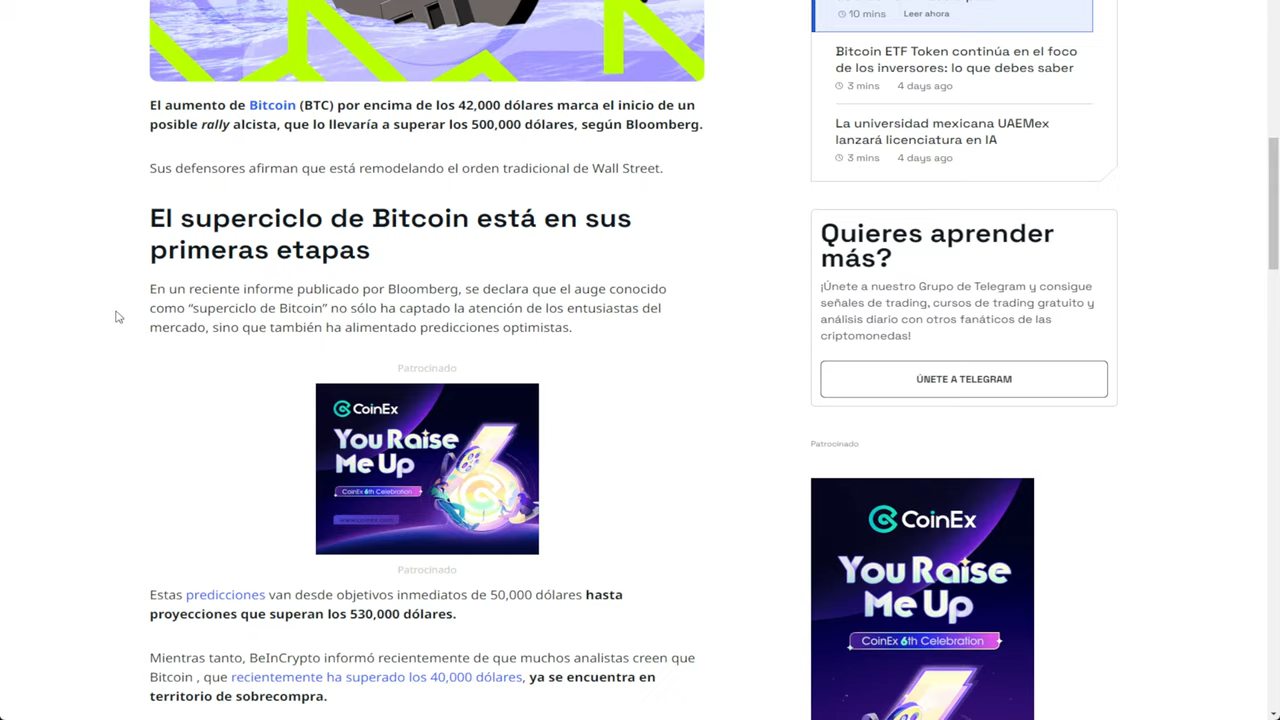 El aumento de Bitcoin (BTC) por encima de los 42,000 dólares marca el inicio de un
posible rally alcista, que lo llevaría a superar los 500,000 dólares, según Bloomberg.
Sus defensores afirman que está remodelando el orden tradicional de Wall Street.
El superciclo de Bitcoin está en sus
primeras etapas
En un reciente informe publicado por Bloomberg, se declara que el auge conocido
como “superciclo de Bitcoin” no sólo ha captado la atención de los entusiastas del
mercado, sino que también ha alimentado predicciones optimistas.
Patrocinado
CoinEx
You Raise
Me Up
CoinEx 6th Celebration
www.coinex.com
Patrocinado
Estas predicciones van desde objetivos inmediatos de 50,000 dólares hasta
proyecciones que superan los 530,000 dólares.
Mientras tanto, BeInCrypto informó recientemente de que muchos analistas creen que
Bitcoin , que recientemente ha superado los 40,000 dólares, ya se encuentra en
territorio de sobrecompra.
10 mins Leer ahora
Bitcoin ETF Token continúa en el foco
de los inversores: lo que debes saber
3 mins 4 days ago
La universidad mexicana UAEMex
lanzará licenciatura en IA
3 mins 4 days ago
Quieres aprender
más?
¡Únete a nuestro Grupo de Telegram y consigue
señales de trading, cursos de trading gratuito y
análisis diario con otros fanáticos de las
criptomonedas!
ÚNETE A TELEGRAM
Patrocinado
CoinEx
You Raise
Me Up
CoinEx 6th Celebration